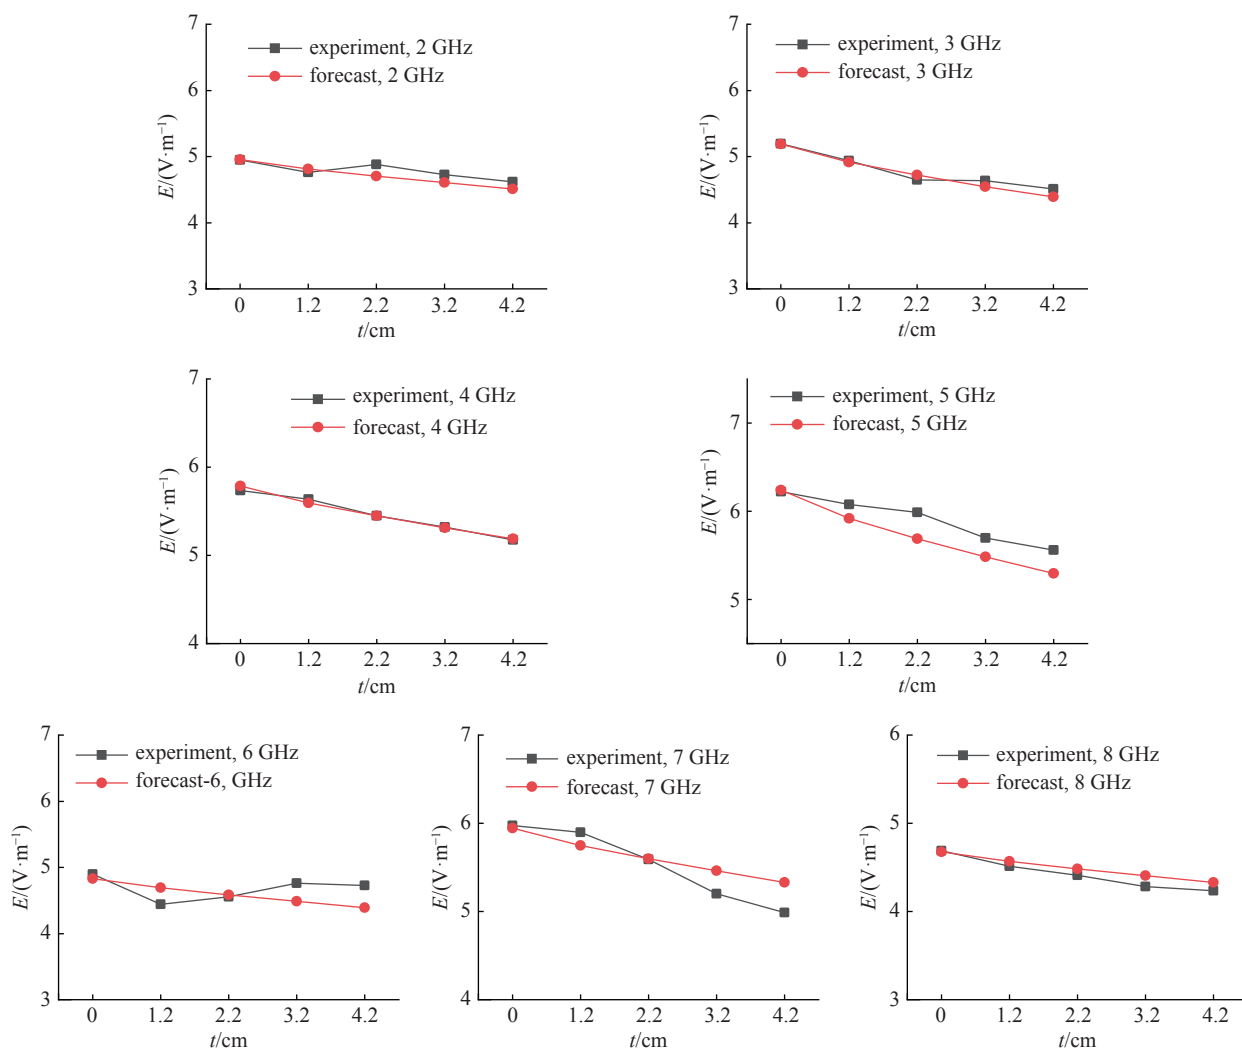 7
6
5
4
3
E/(V·m⁻¹)
experiment, 2 GHz
forecast, 2 GHz
0 1.2 2.2 3.2 4.2
t/cm
7
6
5
4
3
E/(V·m⁻¹)
experiment, 3 GHz
forecast, 3 GHz
0 1.2 2.2 3.2 4.2
t/cm
7
6
5
4
E/(V·m⁻¹)
experiment, 4 GHz
forecast, 4 GHz
0 1.2 2.2 3.2 4.2
t/cm
7
6
5
E/(V·m⁻¹)
experiment, 5 GHz
forecast, 5 GHz
0 1.2 2.2 3.2 4.2
t/cm
7
6
5
4
3
E/(V·m⁻¹)
experiment, 6 GHz
forecast-6, GHz
0 1.2 2.2 3.2 4.2
t/cm
7
6
5
4
E/(V·m⁻¹)
experiment, 7 GHz
forecast, 7 GHz
0 1.2 2.2 3.2 4.2
t/cm
6
5
4
3
E/(V·m⁻¹)
experiment, 8 GHz
forecast, 8 GHz
0 1.2 2.2 3.2 4.2
t/cm